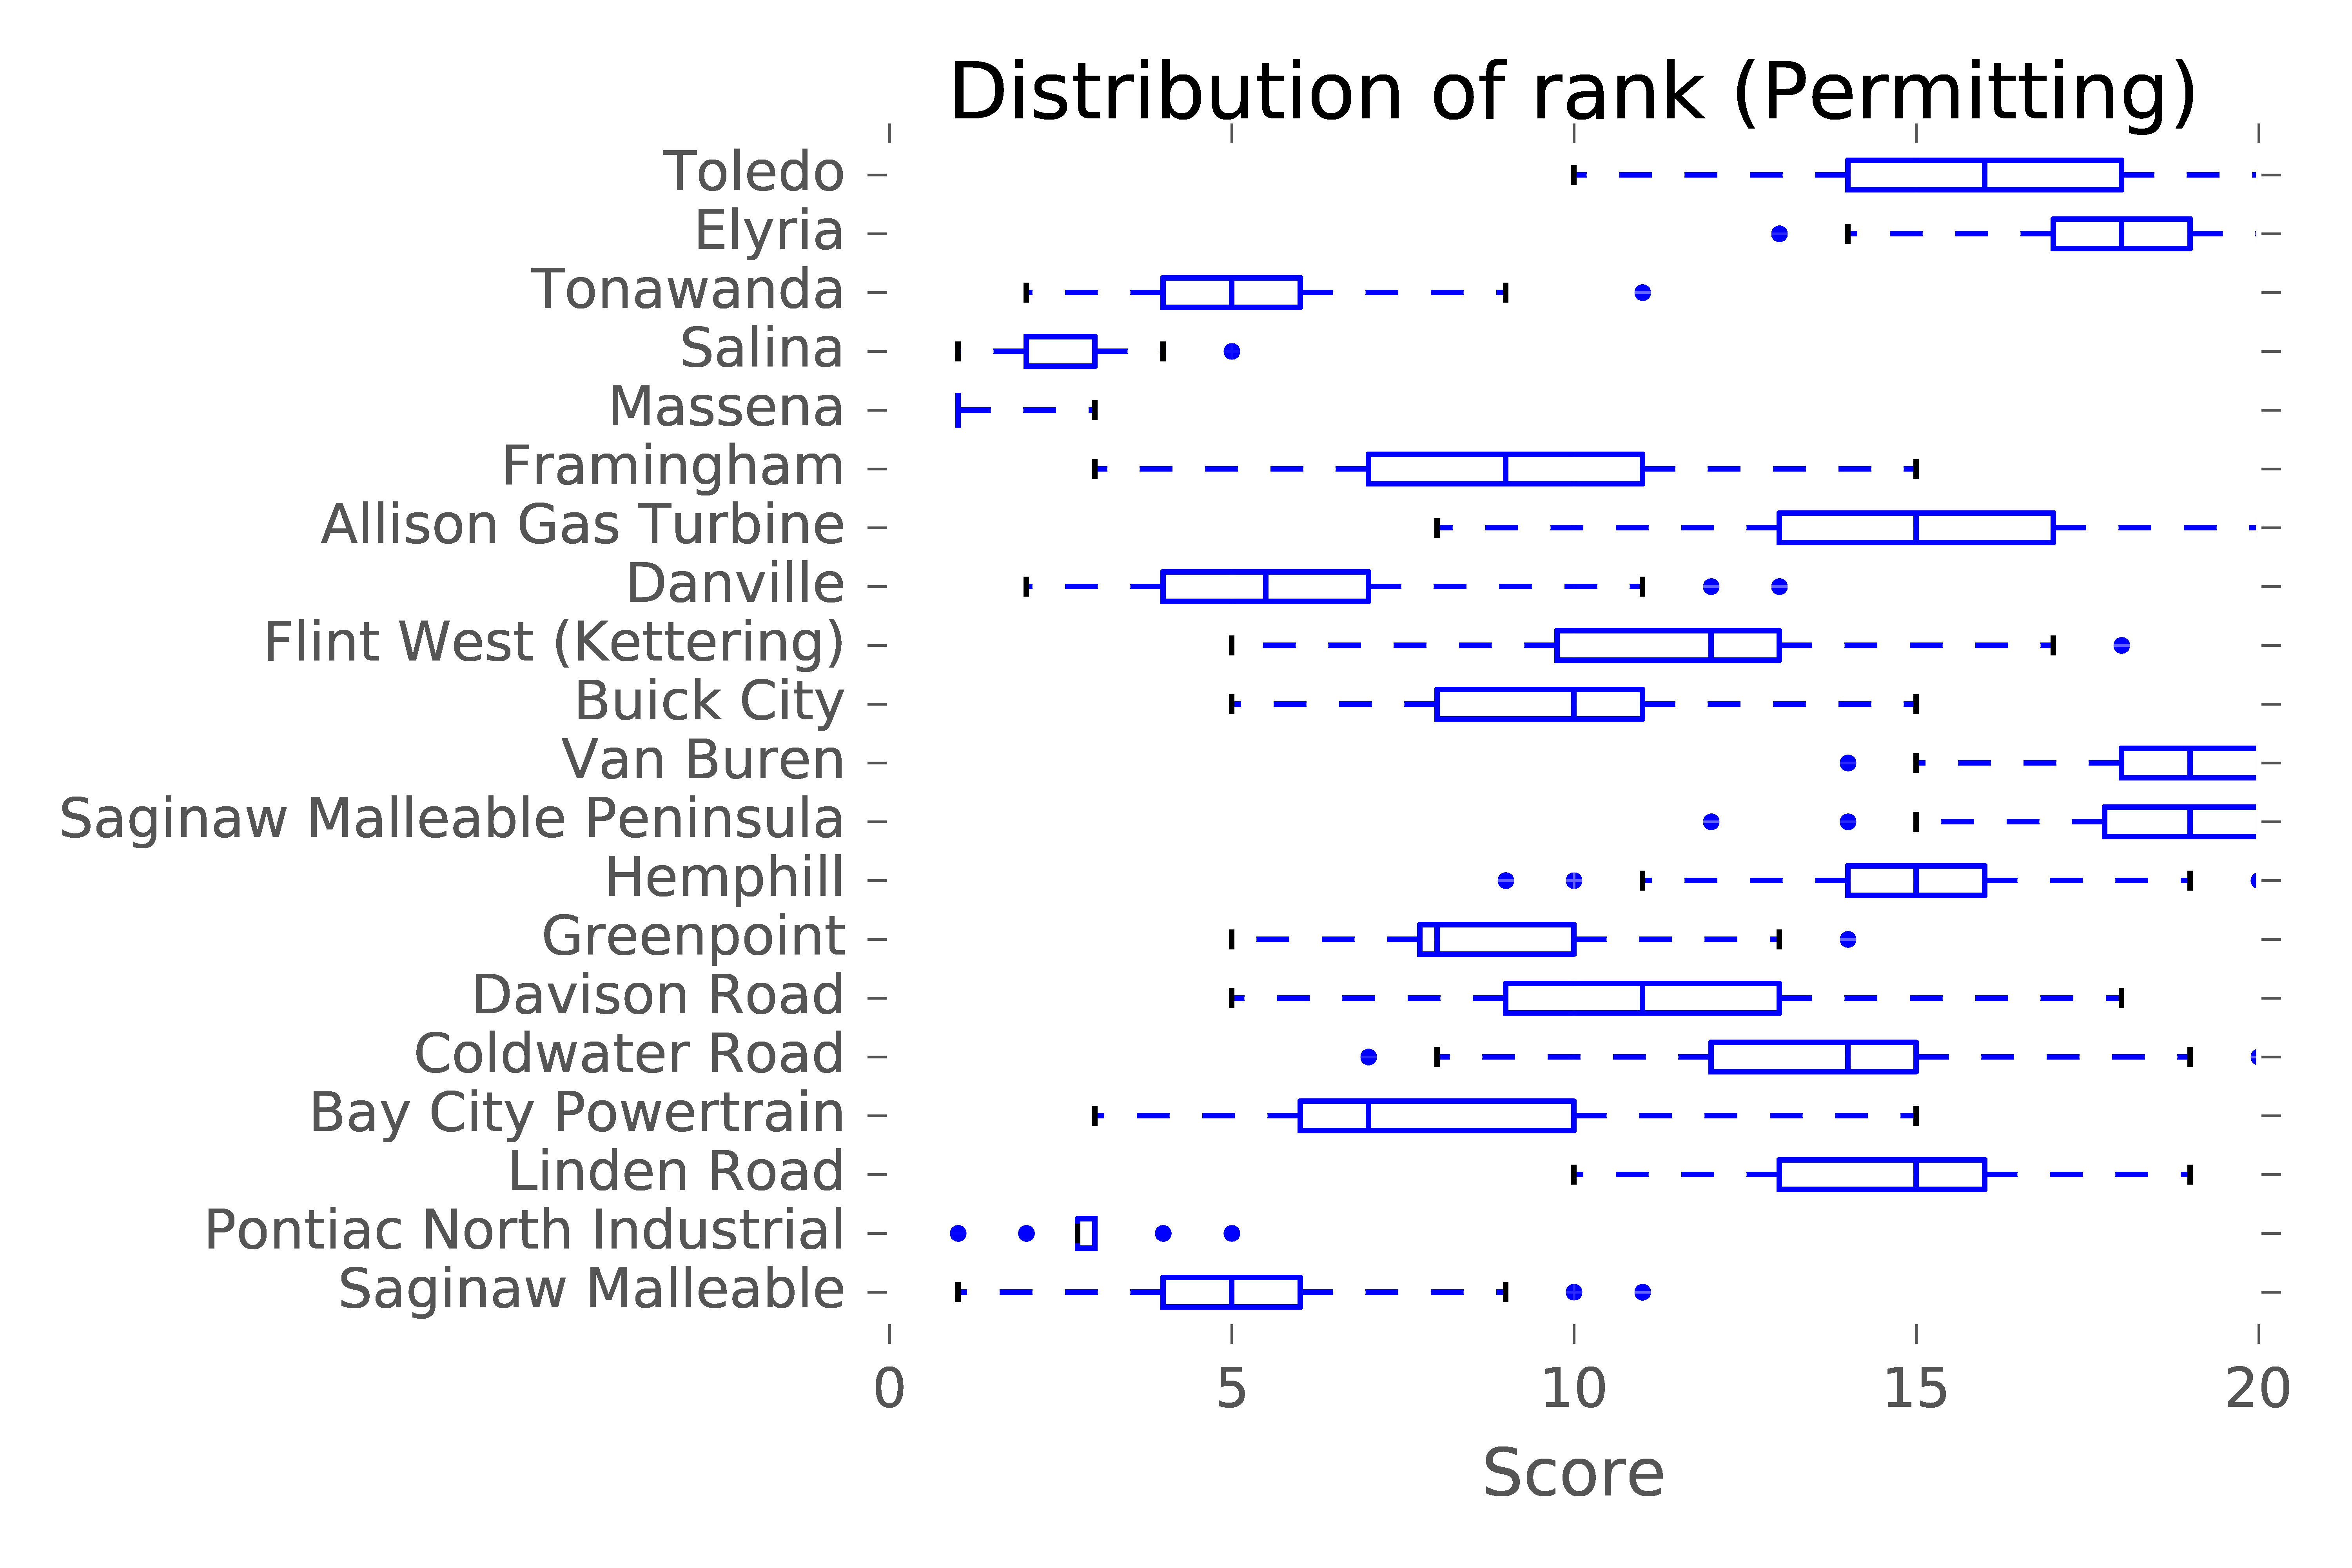 Distribution of rank (Permitting)
Toledo
Elyria
Tonawanda
Salina
Massena
Framingham
Allison Gas Turbine
Danville
Flint West (Kettering)
Buick City
Van Buren
Saginaw Malleable Peninsula
Hemphill
Greenpoint
Davison Road
Coldwater Road
Bay City Powertrain
Linden Road
Pontiac North Industrial
Saginaw Malleable
0 5 10 15 20
Score